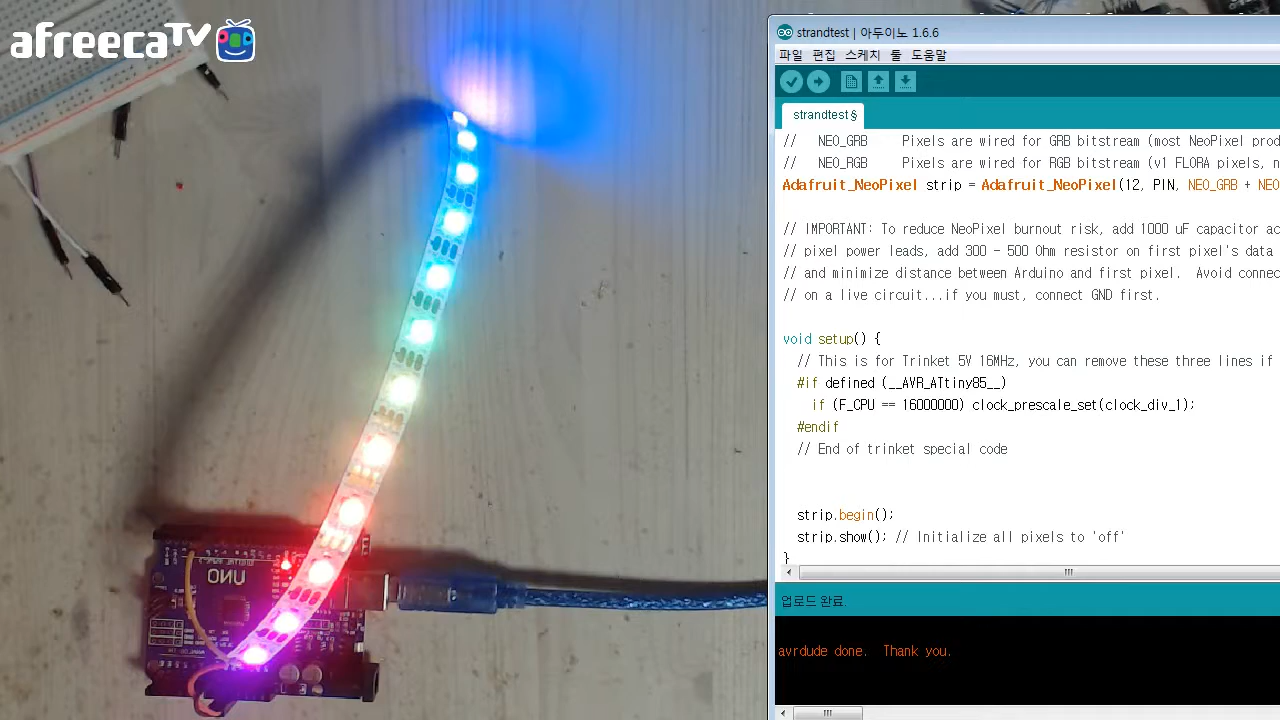 afreecaTV
strandtest | 아두이노 1.6.6
파일 편집 스케치 툴 도움말
strandtest §
// NEO_GRB Pixels are wired for GRB bitstream (most NeoPixel prod
// NEO_RGB Pixels are wired for RGB bitstream (v1 FLORA pixels, n
Adafruit_NeoPixel strip = Adafruit_NeoPixel(12, PIN, NEO_GRB + NEO
// IMPORTANT: To reduce NeoPixel burnout risk, add 1000 uF capacitor ac
// pixel power leads, add 300 - 500 Ohm resistor on first pixel's data
// and minimize distance between Arduino and first pixel. Avoid connec
// on a live circuit...if you must, connect GND first.
void setup() {
// This is for Trinket 5V 16MHz, you can remove these three lines if
#if defined (__AVR_ATtiny85__)
if (F_CPU == 16000000) clock_prescale_set(clock_div_1);
#endif
// End of trinket special code
strip.begin();
strip.show(); // Initialize all pixels to 'off'
}
업로드 완료.
avrdude done. Thank you.
UNO